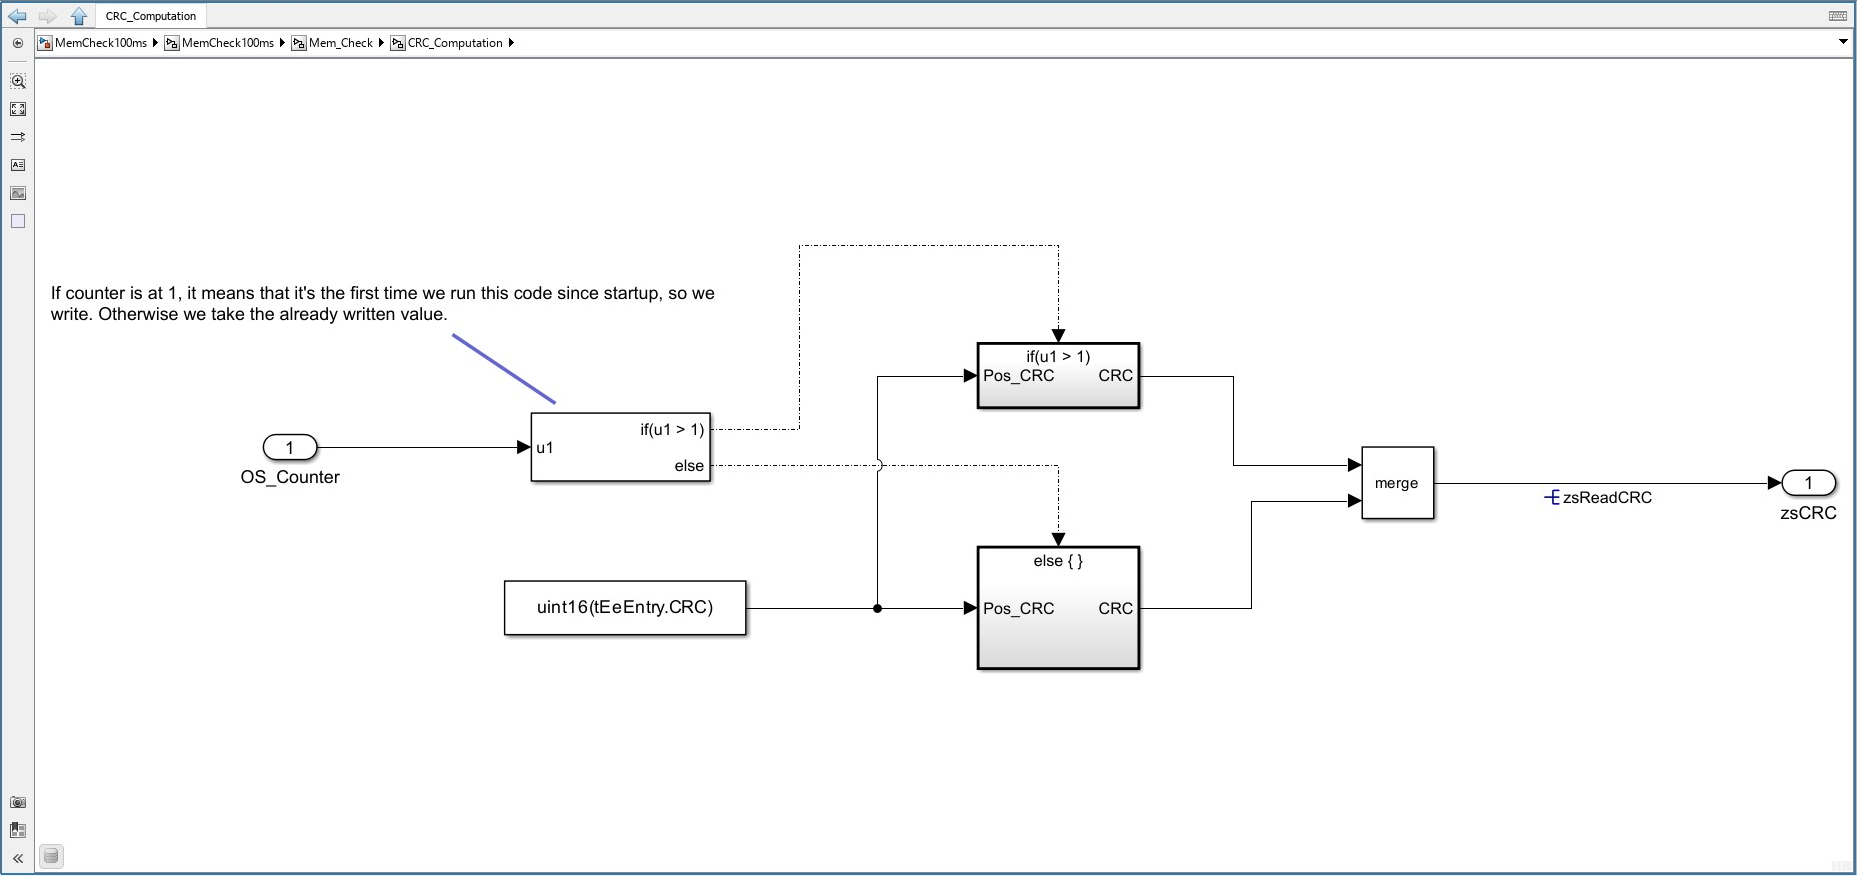 CRC_Computation
MemCheck100ms MemCheck100ms Mem_Check CRC_Computation
If counter is at 1, it means that it's the first time we run this code since startup, so we
write. Otherwise we take the already written value.
if(u1 > 1)
Pos_CRC CRC
if(u1 > 1)
u1
else
1
OS_Counter
merge
zsReadCRC
1
zsCRC
else { }
uint16(tEeEntry.CRC)
Pos_CRC CRC